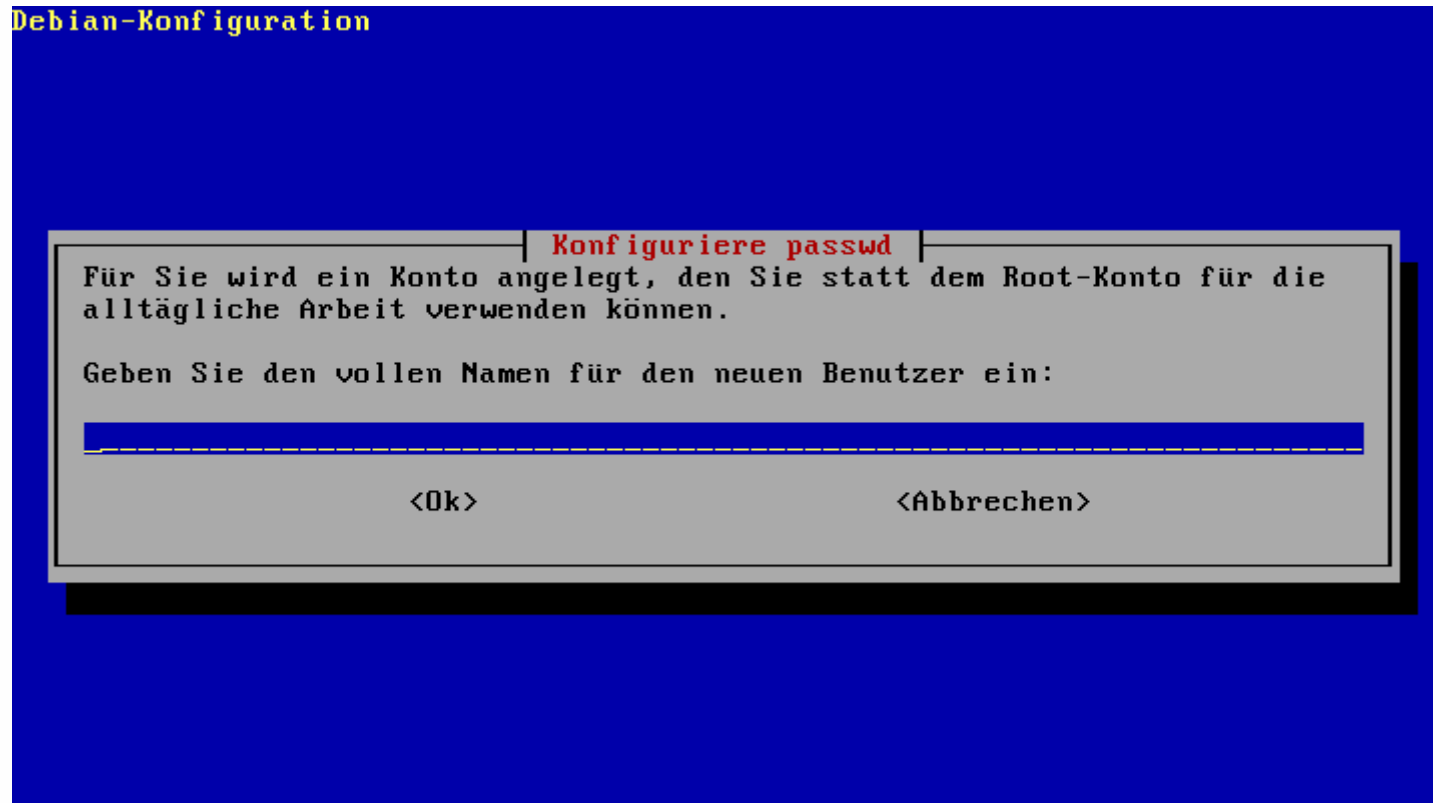 Debian-Konfiguration
Konfiguriere passwd
Für Sie wird ein Konto angelegt, den Sie statt dem Root-Konto für die
alltägliche Arbeit verwenden können.
Geben Sie den vollen Namen für den neuen Benutzer ein:
<Ok> <Abbrechen>